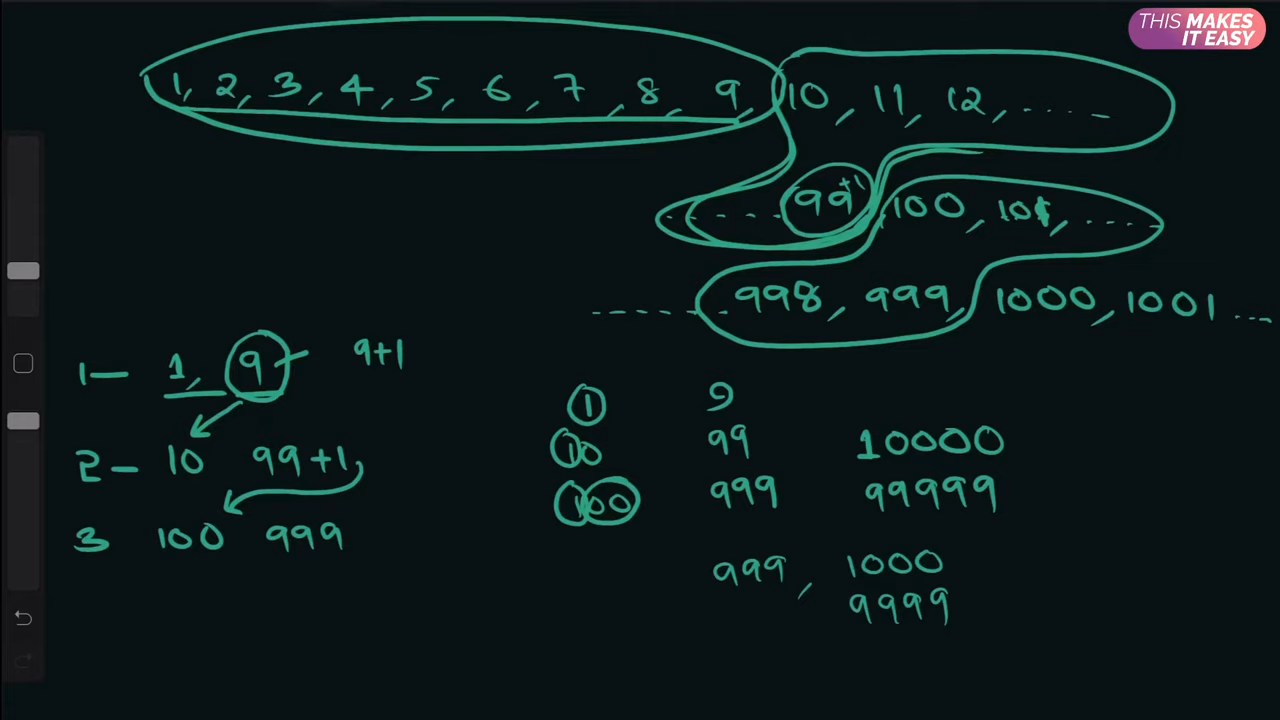 THIS MAKES
IT EASY
1, 2, 3, 4, 5, 6, 7, 8, 9, 10, 11, 12, ....
..... 99+1, 100, 101, ....
...... 998, 999, 1000, 1001 ...
1— 1, 9 — 9+1
2— 10 99+1
3 100 999
1 9
10 99 10000
100 999 99999
999, 1000
9999